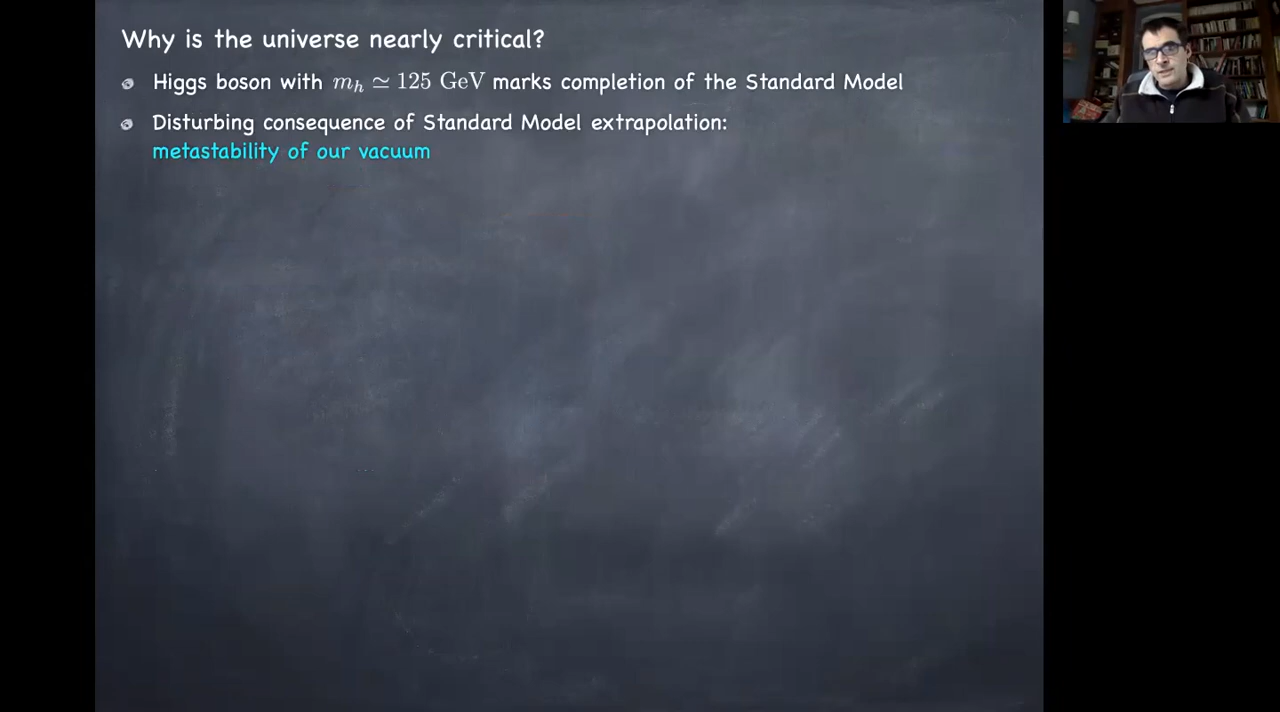 Why is the universe nearly critical?
Higgs boson with m_h ≃ 125 GeV marks completion of the Standard Model
Disturbing consequence of Standard Model extrapolation:
metastability of our vacuum